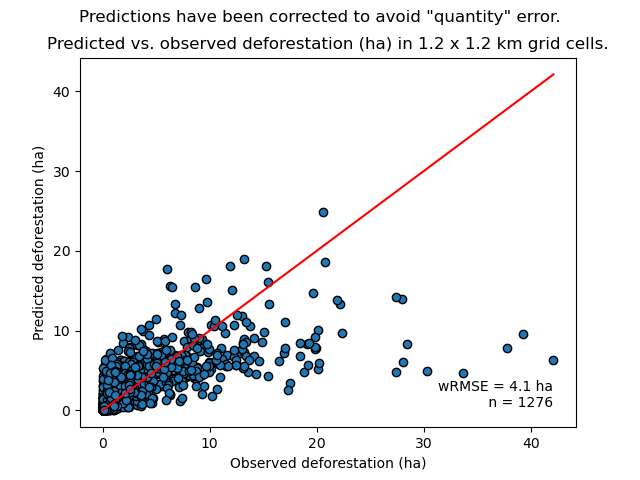 Predictions have been corrected to avoid "quantity" error.
Predicted vs. observed deforestation (ha) in 1.2 x 1.2 km grid cells.
40
30
20
10
0
Predicted deforestation (ha)
wRMSE = 4.1 ha
n = 1276
0 10 20 30 40
Observed deforestation (ha)